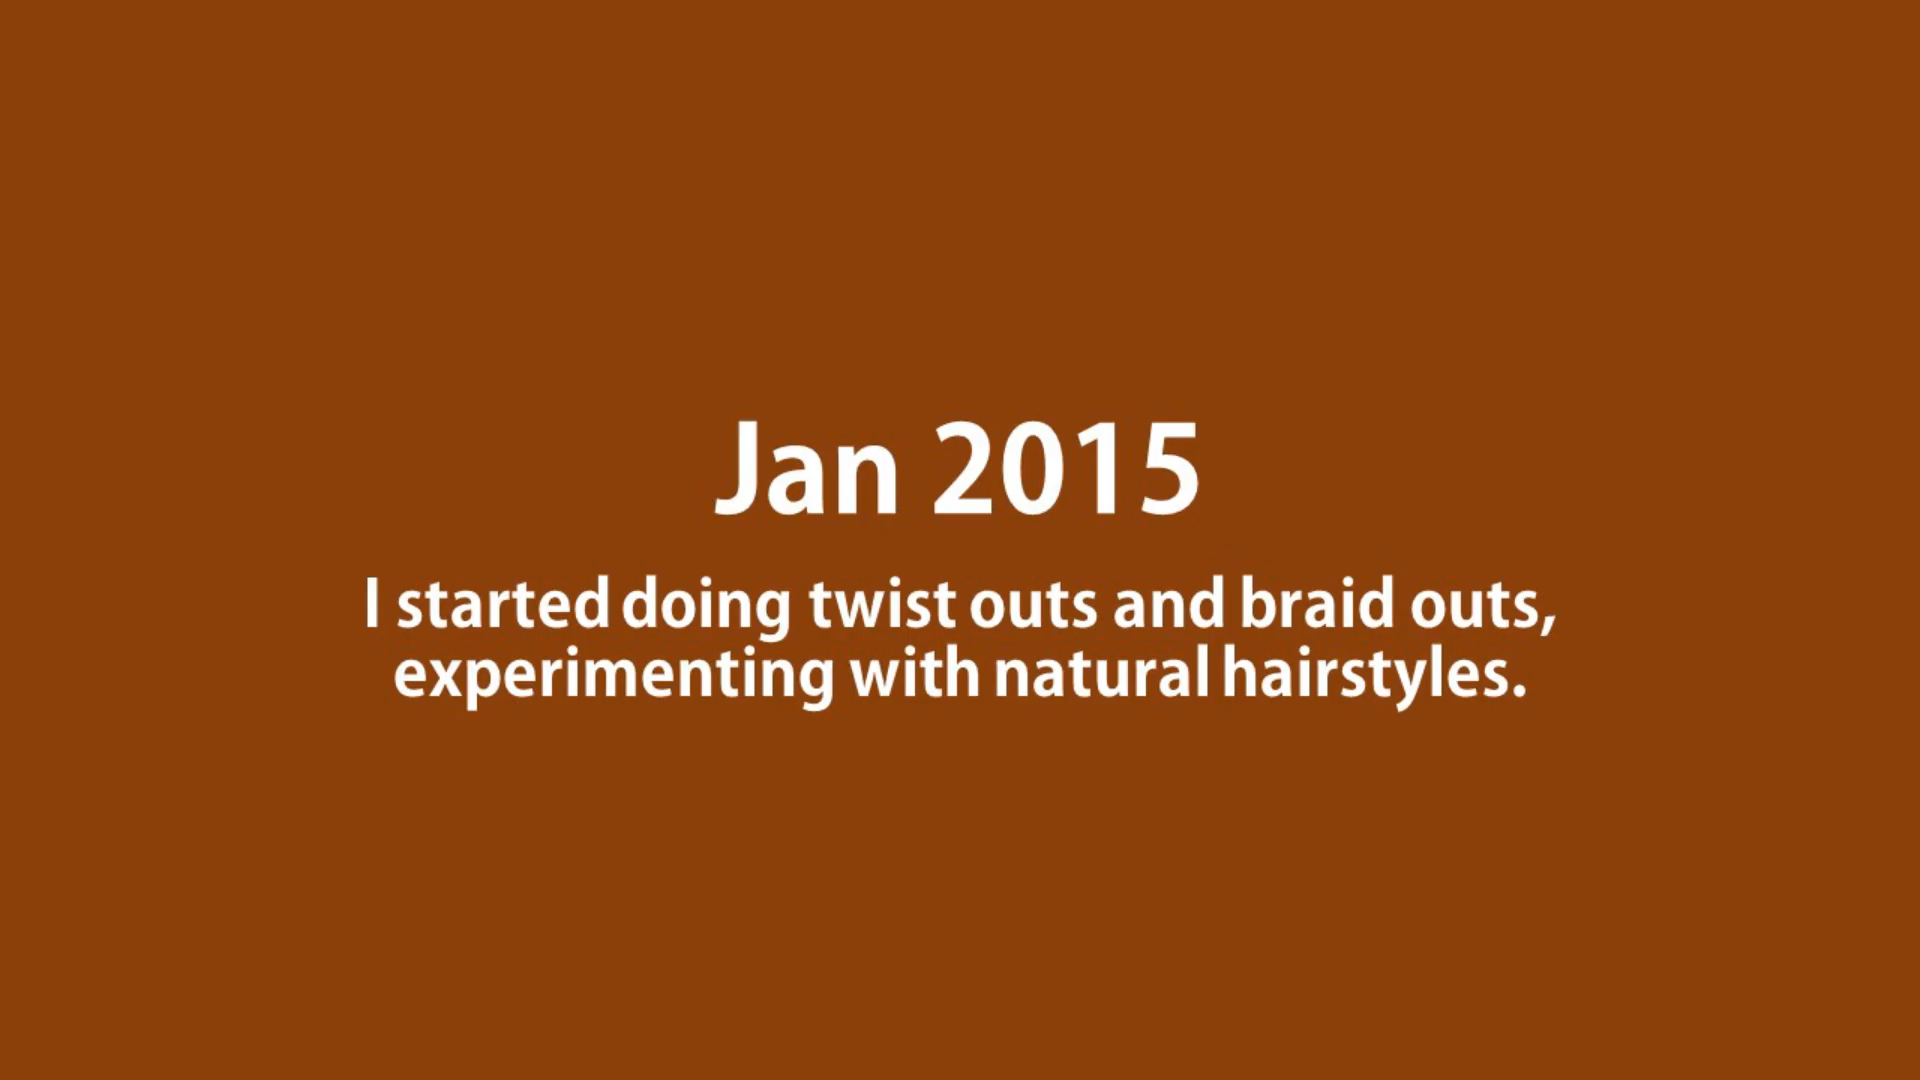 Jan 2015
I started doing twist outs and braid outs,
experimenting with natural hairstyles.